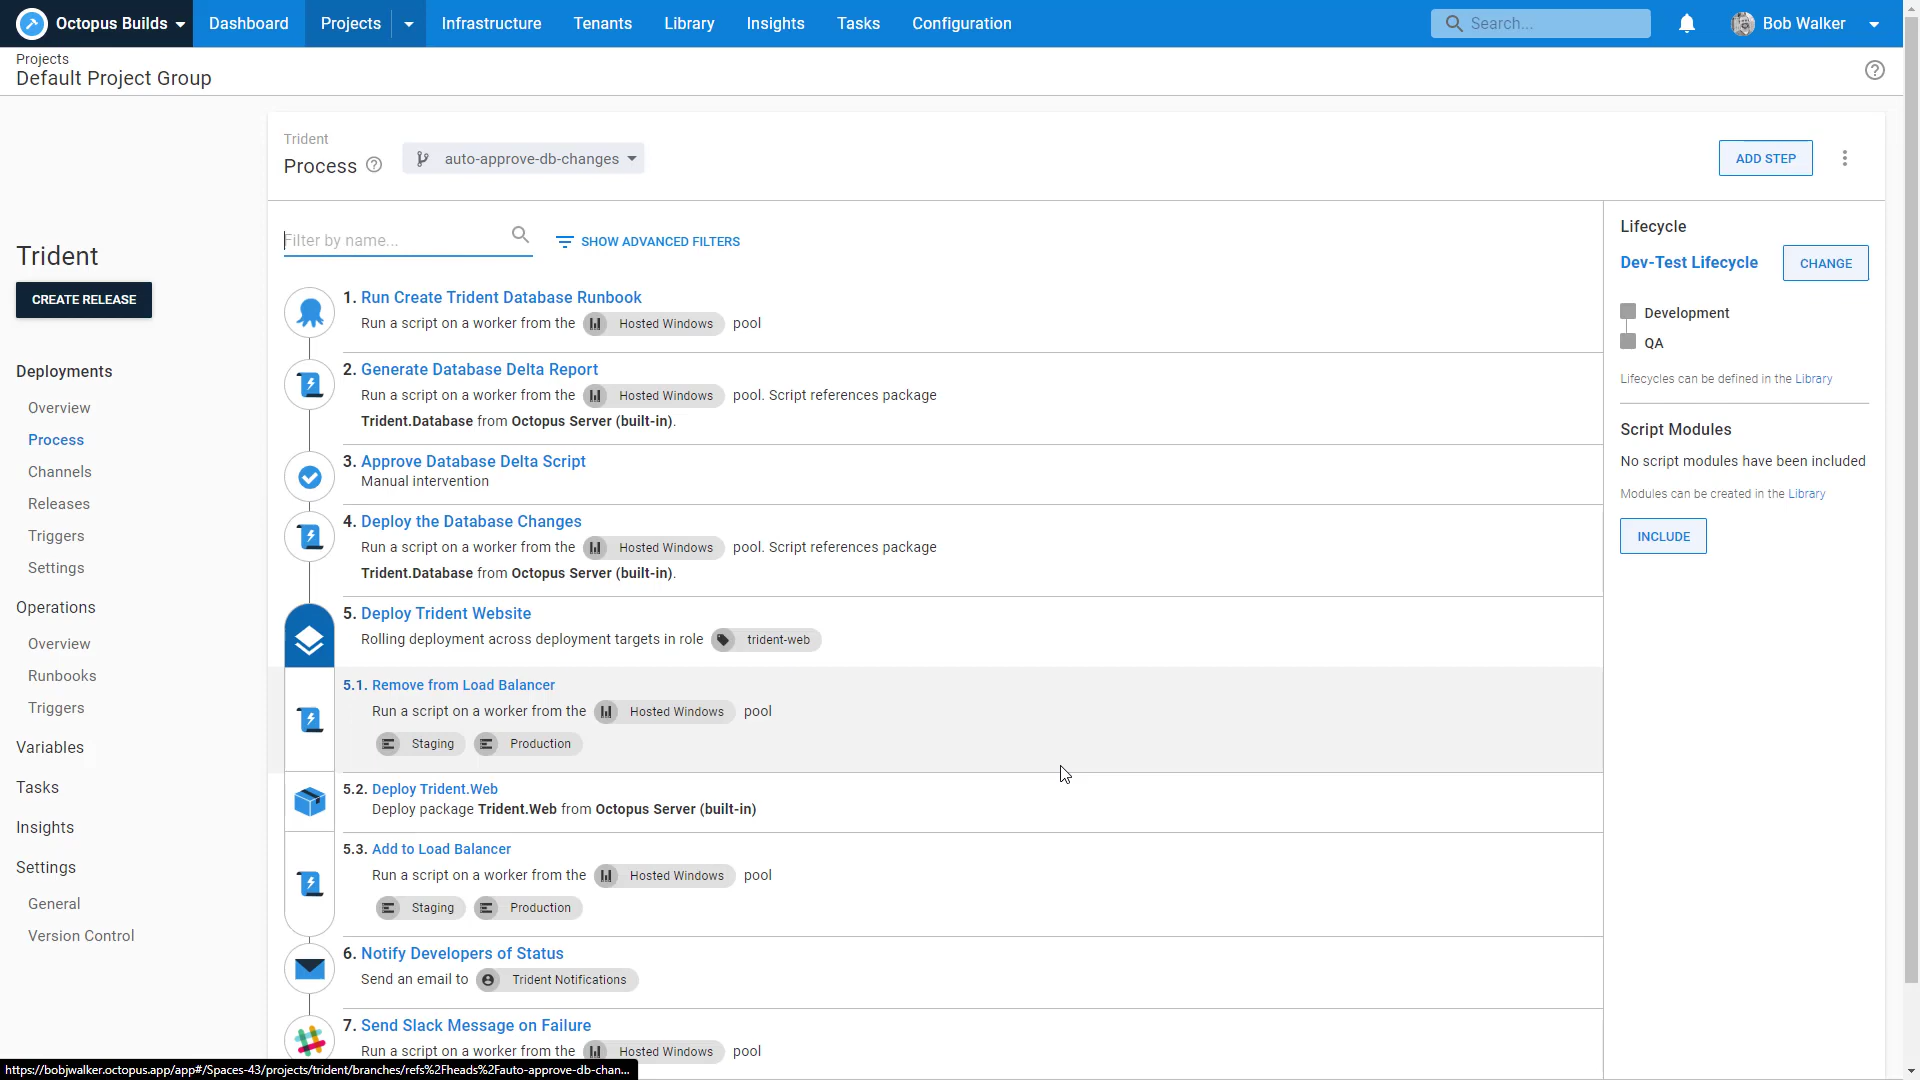 Octopus Builds
Dashboard
Projects
Infrastructure
Tenants
Library
Insights
Tasks
Configuration
Search...
Bob Walker
Projects
Default Project Group
Trident
CREATE RELEASE
Deployments
Overview
Process
Channels
Releases
Triggers
Settings
Operations
Overview
Runbooks
Triggers
Variables
Tasks
Insights
Settings
General
Version Control
Trident
Process
auto-approve-db-changes
ADD STEP
Filter by name...
SHOW ADVANCED FILTERS
1. Run Create Trident Database Runbook
Run a script on a worker from the Hosted Windows pool
2. Generate Database Delta Report
Run a script on a worker from the Hosted Windows pool. Script references package
Trident.Database from Octopus Server (built-in).
3. Approve Database Delta Script
Manual intervention
4. Deploy the Database Changes
Run a script on a worker from the Hosted Windows pool. Script references package
Trident.Database from Octopus Server (built-in).
5. Deploy Trident Website
Rolling deployment across deployment targets in role trident-web
5.1. Remove from Load Balancer
Run a script on a worker from the Hosted Windows pool
Staging Production
5.2. Deploy Trident.Web
Deploy package Trident.Web from Octopus Server (built-in)
5.3. Add to Load Balancer
Run a script on a worker from the Hosted Windows pool
Staging Production
6. Notify Developers of Status
Send an email to Trident Notifications
7. Send Slack Message on Failure
Run a script on a worker from the Hosted Windows pool
Lifecycle
Dev-Test Lifecycle
CHANGE
Development
QA
Lifecycles can be defined in the Library
Script Modules
No script modules have been included
Modules can be created in the Library
INCLUDE
https://bobjwalker.octopus.app/app#/Spaces-43/projects/trident/branches/refs%2Fheads%2Fauto-approve-db-chan...